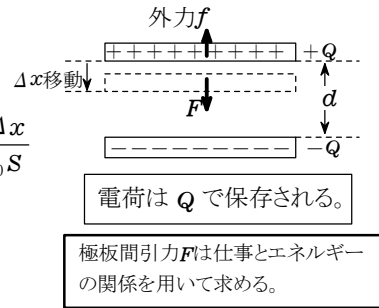 外力f
+++++++++ +Q
Δx移動
F
d
Δx
S
−−−−−−−−− −Q
電荷は Q で保存される。
極板間引力Fは仕事とエネルギー
の関係を用いて求める。